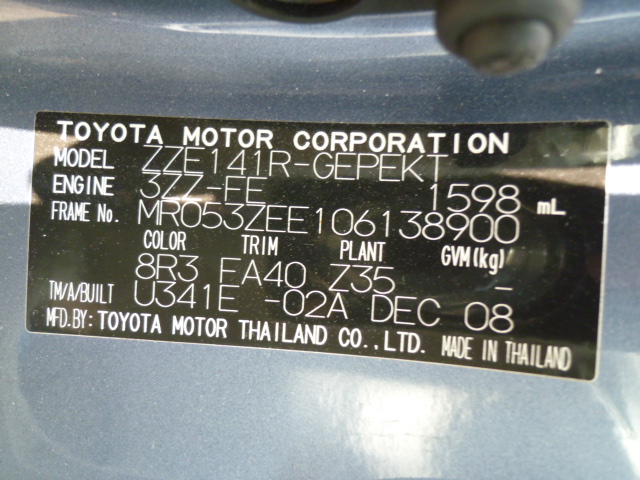 TOYOTA MOTOR CORPORATION
MODEL ZZE141R-GEPEKT
ENGINE 3ZZ-FE 1598 mL
FRAME No. MR053ZEE106138900
COLOR TRIM PLANT GVM(kg)
8R3 FA40 Z35 -
TM/A/BUILT U341E -02A DEC 08
MFD.BY: TOYOTA MOTOR THAILAND CO.,LTD. MADE IN THAILAND